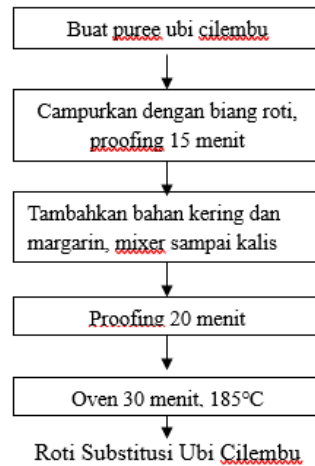 Buat puree ubi cilembu
Campurkan dengan biang roti,
proofing 15 menit
Tambahkan bahan kering dan
margarin, mixer sampai kalis
Proofing 20 menit
Oven 30 menit, 185°C
Roti Substitusi Ubi Cilembu